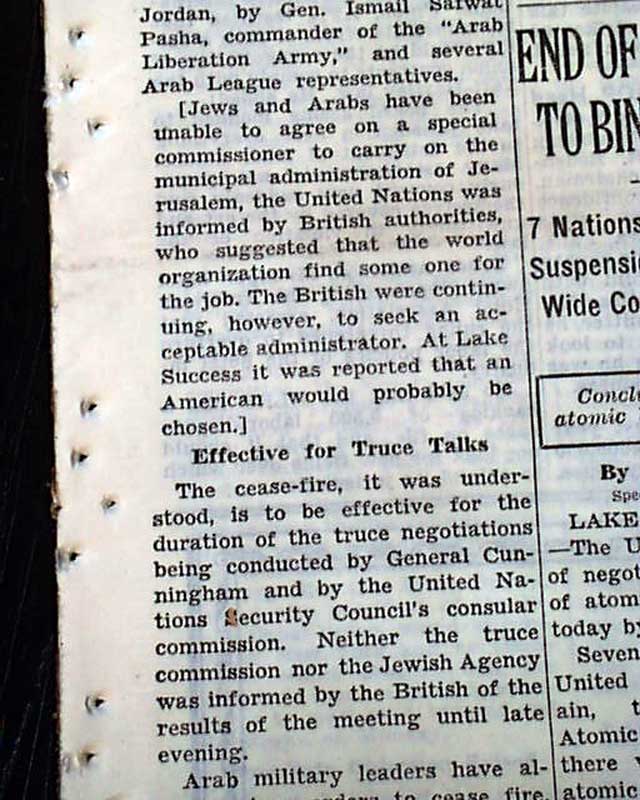 Jordan, by Gen. Ismail Safwat
Pasha, commander of the "Arab
Liberation Army," and several
Arab League representatives.
[Jews and Arabs have been
unable to agree on a special
commissioner to carry on the
municipal administration of Je-
rusalem, the United Nations was
informed by British authorities,
who suggested that the world
organization find some one for
the job. The British were contin-
uing, however, to seek an ac-
ceptable administrator. At Lake
Success it was reported that an
American would probably be
chosen.]
Effective for Truce Talks
The cease-fire, it was under-
stood, is to be effective for the
duration of the truce negotiations
being conducted by General Cun-
ningham and by the United Na-
tions Security Council's consular
commission. Neither the truce
commission nor the Jewish Agency
was informed by the British of the
results of the meeting until late
evening.
Arab military leaders have al-
to cease fire
END OF
TO BIN
7 Nations
Suspensi
Wide Co
Concl
atomic
By
Spe
LAKE
—The U
of negot
of atom
today by
Seven
United
ain, t
Atomic
there
atomic